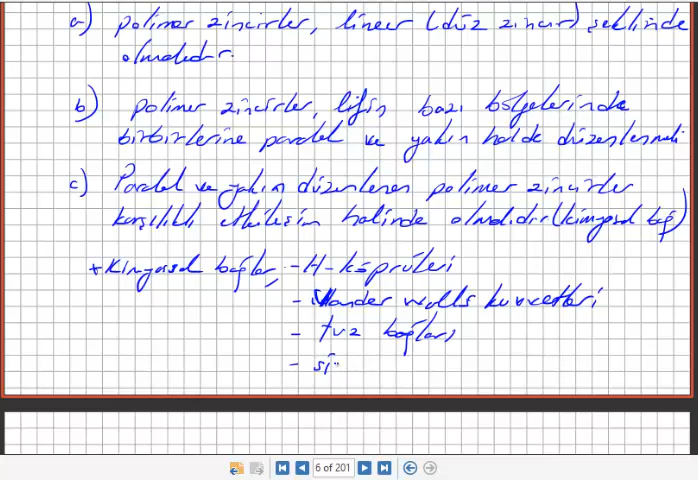 a) polimer zincirler, lineer (düz zincir) şeklinde
olmalıdır.
b) polimer zincirler, lifin bazı bölgelerinde
birbirlerine paralel ve yakın halde düzenlenmeli
c) Paralel ve yakın düzenlenen polimer zincirler
karşılıklı etkileşim halinde olmalıdır (kimyasal bağ)
* Kimyasal bağlar, - H-köprüleri
- Wander walls kuvvetleri
- tuz bağları
- si
6 of 201